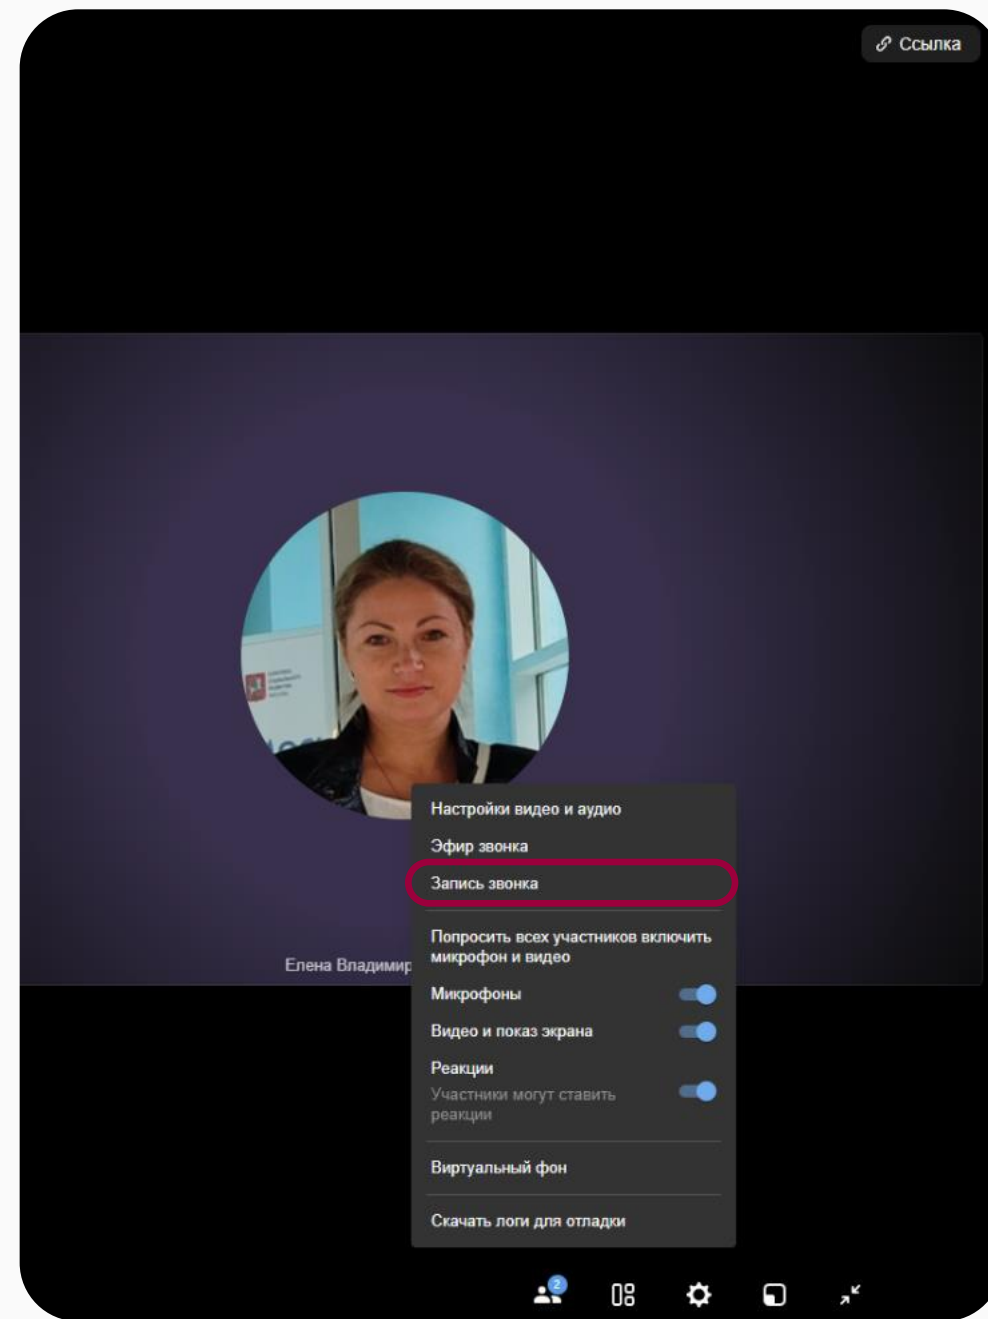 Ссылка
Настройки видео и аудио
Эфир звонка
Запись звонка
Попросить всех участников включить
микрофон и видео
Елена Владимир
Микрофоны
Видео и показ экрана
Реакции
Участники могут ставить
реакции
Виртуальный фон
Скачать логи для отладки
2